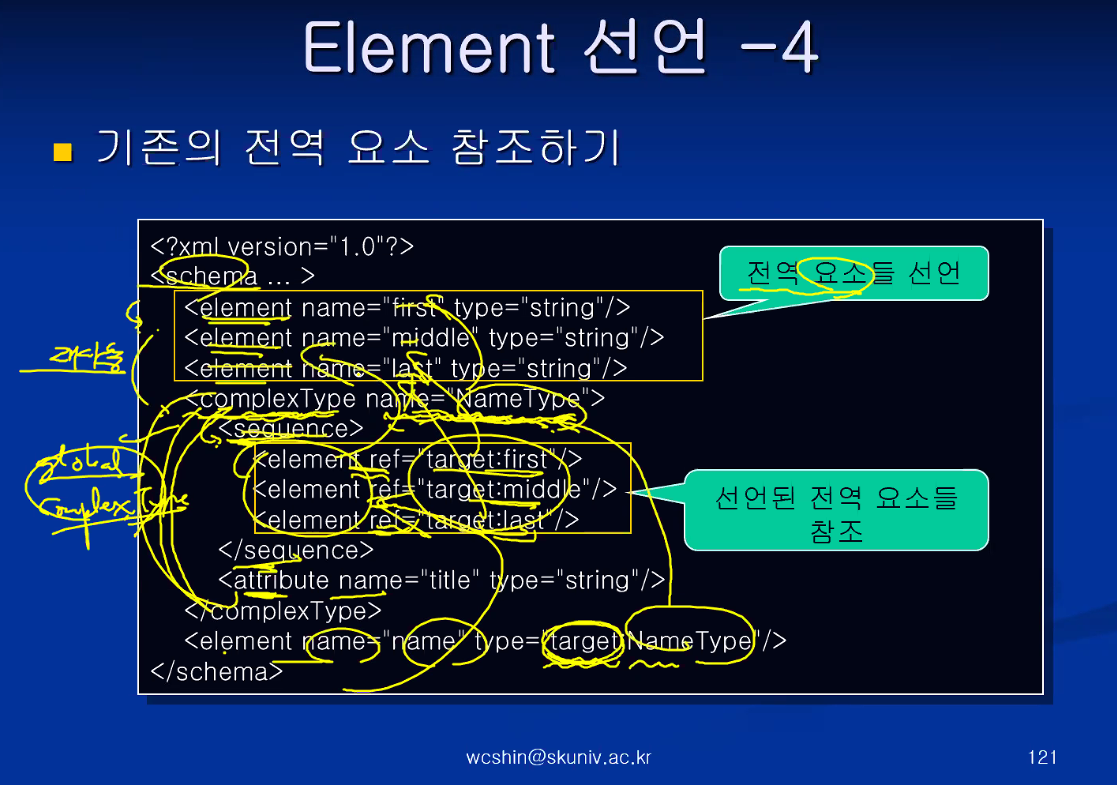 Element 선언 -4
기존의 전역 요소 참조하기
<?xml version="1.0"?>
<schema ... >
전역 요소들 선언
<element name="first" type="string"/>
<element name="middle" type="string"/>
<element name="last" type="string"/>
재사용
<complexType name="NameType">
<sequence>
<element ref="target:first"/>
<element ref="target:middle"/>
<element ref="target:last"/>
global
ComplexType
선언된 전역 요소들
참조
</sequence>
<attribute name="title" type="string"/>
</complexType>
<element name="name" type="target:NameType"/>
</schema>
wcshin@skuniv.ac.kr
121